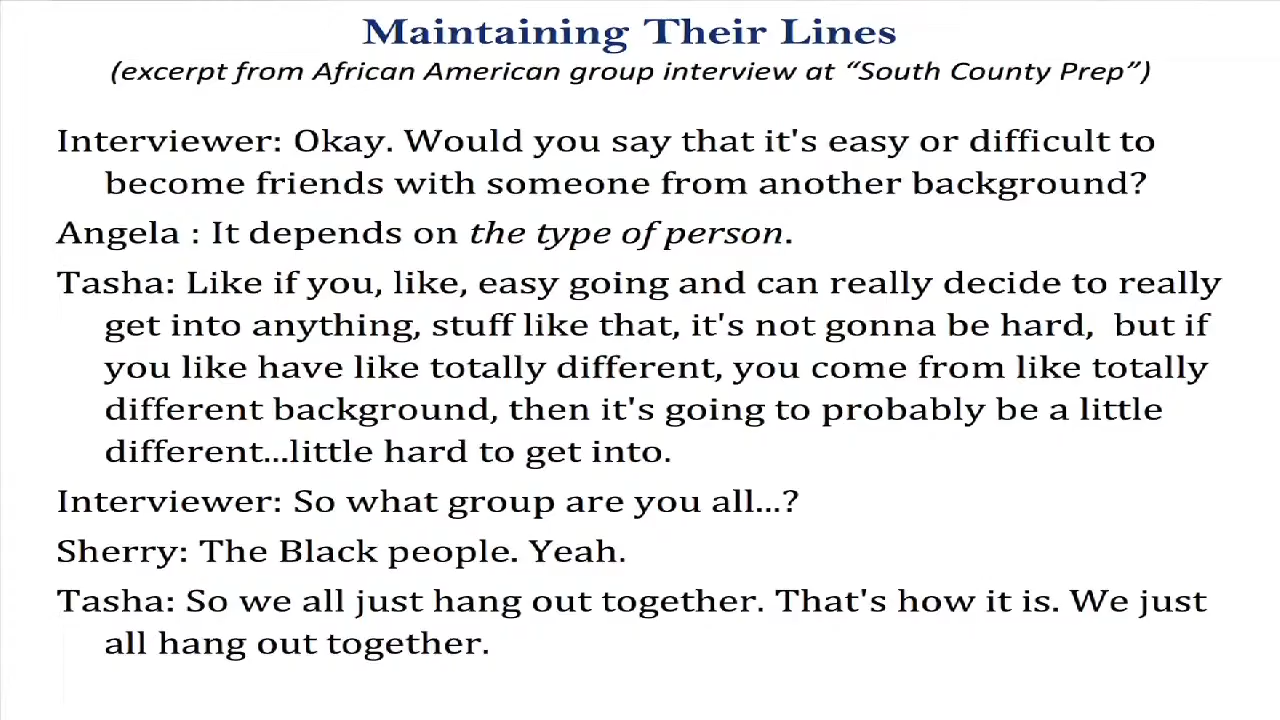 Maintaining Their Lines
(excerpt from African American group interview at “South County Prep”)
Interviewer: Okay. Would you say that it's easy or difficult to
become friends with someone from another background?
Angela : It depends on the type of person.
Tasha: Like if you, like, easy going and can really decide to really
get into anything, stuff like that, it's not gonna be hard,  but if
you like have like totally different, you come from like totally
different background, then it's going to probably be a little
different…little hard to get into.
Interviewer: So what group are you all…?
Sherry: The Black people. Yeah.
Tasha: So we all just hang out together. That's how it is. We just
all hang out together.